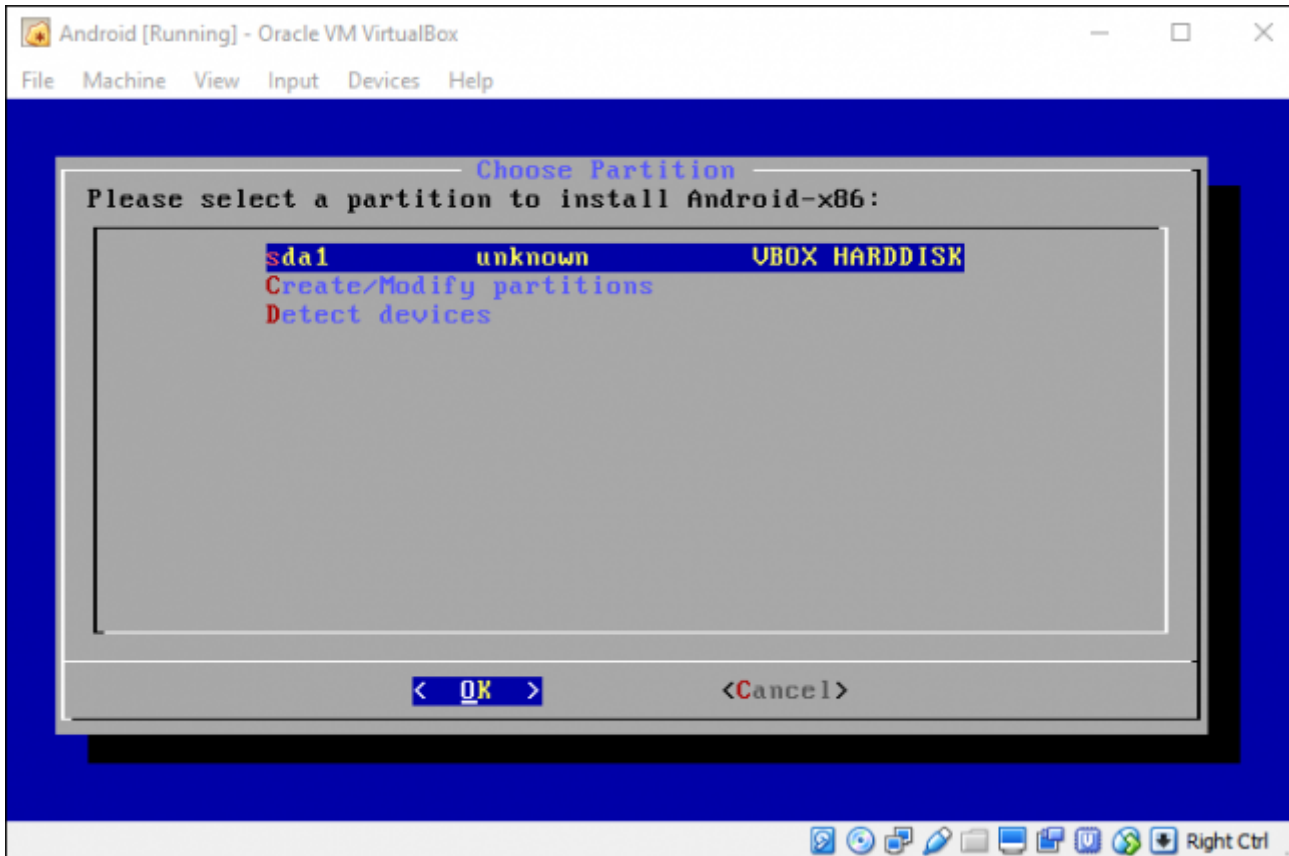 Android [Running] - Oracle VM VirtualBox
File Machine View Input Devices Help
Choose Partition
Please select a partition to install Android-x86:
sda1 unknown VBOX HARDDISK
Create/Modify partitions
Detect devices
< OK > <Cancel>
Right Ctrl